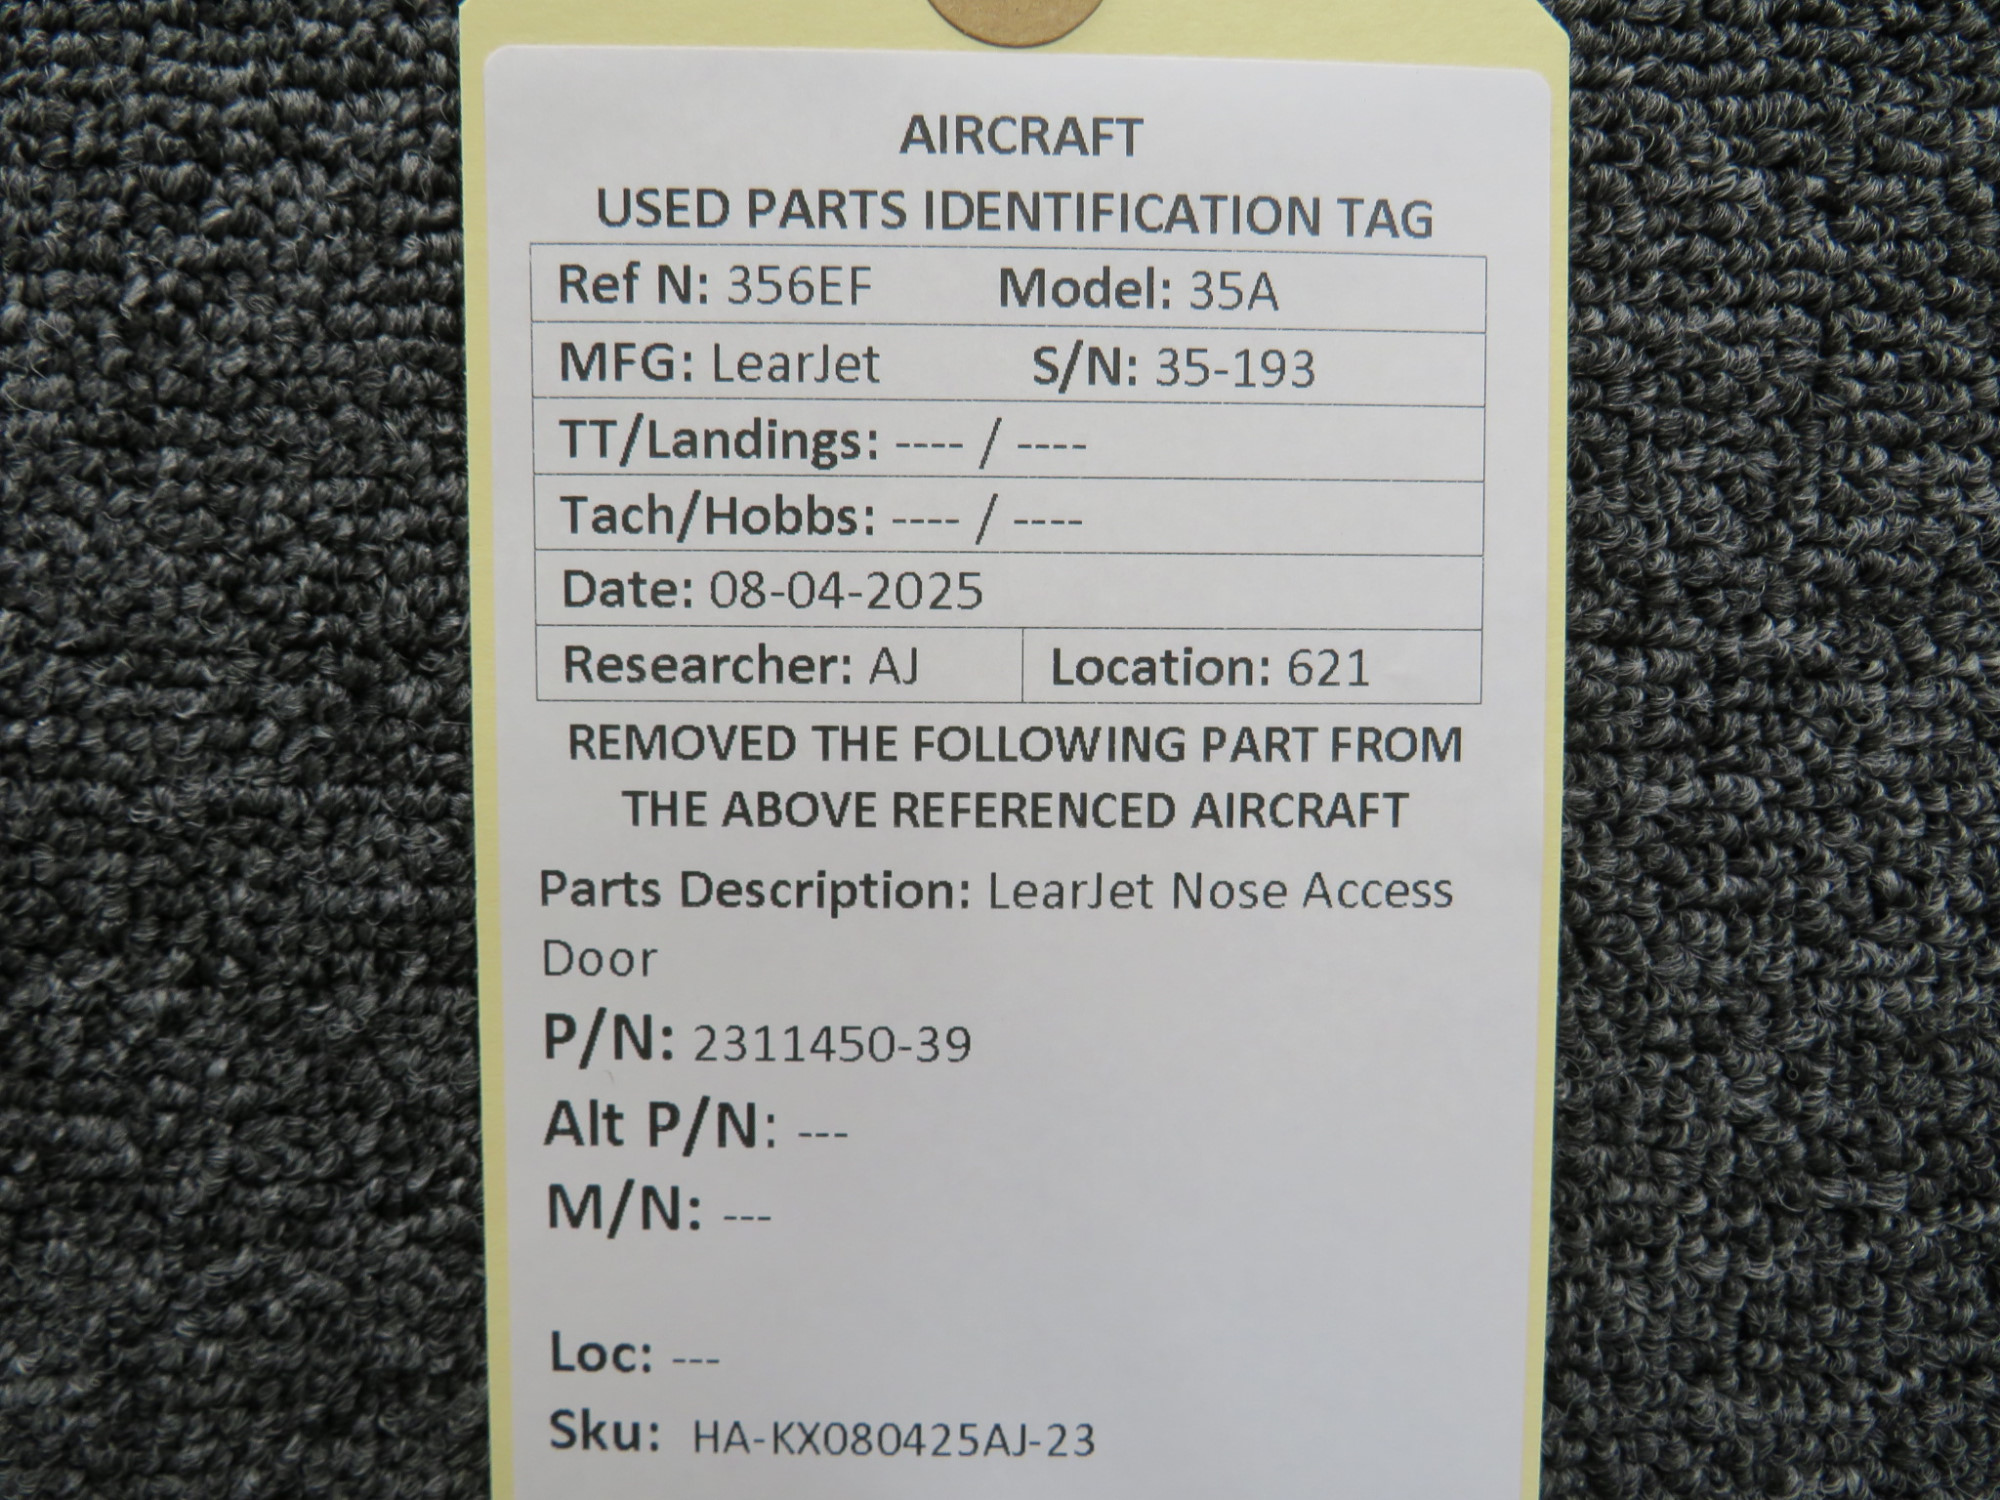 AIRCRAFT
USED PARTS IDENTIFICATION TAG
Ref N: 356EF Model: 35A
MFG: LearJet S/N: 35-193
TT/Landings: ---- / ----
Tach/Hobbs: ---- / ----
Date: 08-04-2025
Researcher: AJ Location: 621
REMOVED THE FOLLOWING PART FROM
THE ABOVE REFERENCED AIRCRAFT
Parts Description: LearJet Nose Access
Door
P/N: 2311450-39
Alt P/N: ---
M/N: ---
Loc: ---
Sku: HA-KX080425AJ-23